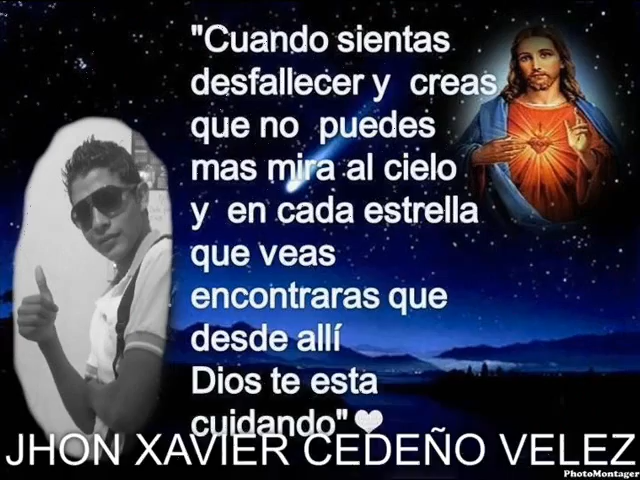 "Cuando sientas
desfallecer y creas
que no puedes
mas mira al cielo
y en cada estrella
que veas
encontraras que
desde allí
Dios te esta
cuidando"
JHON XAVIER CEDEÑO VELEZ
PhotoMontager